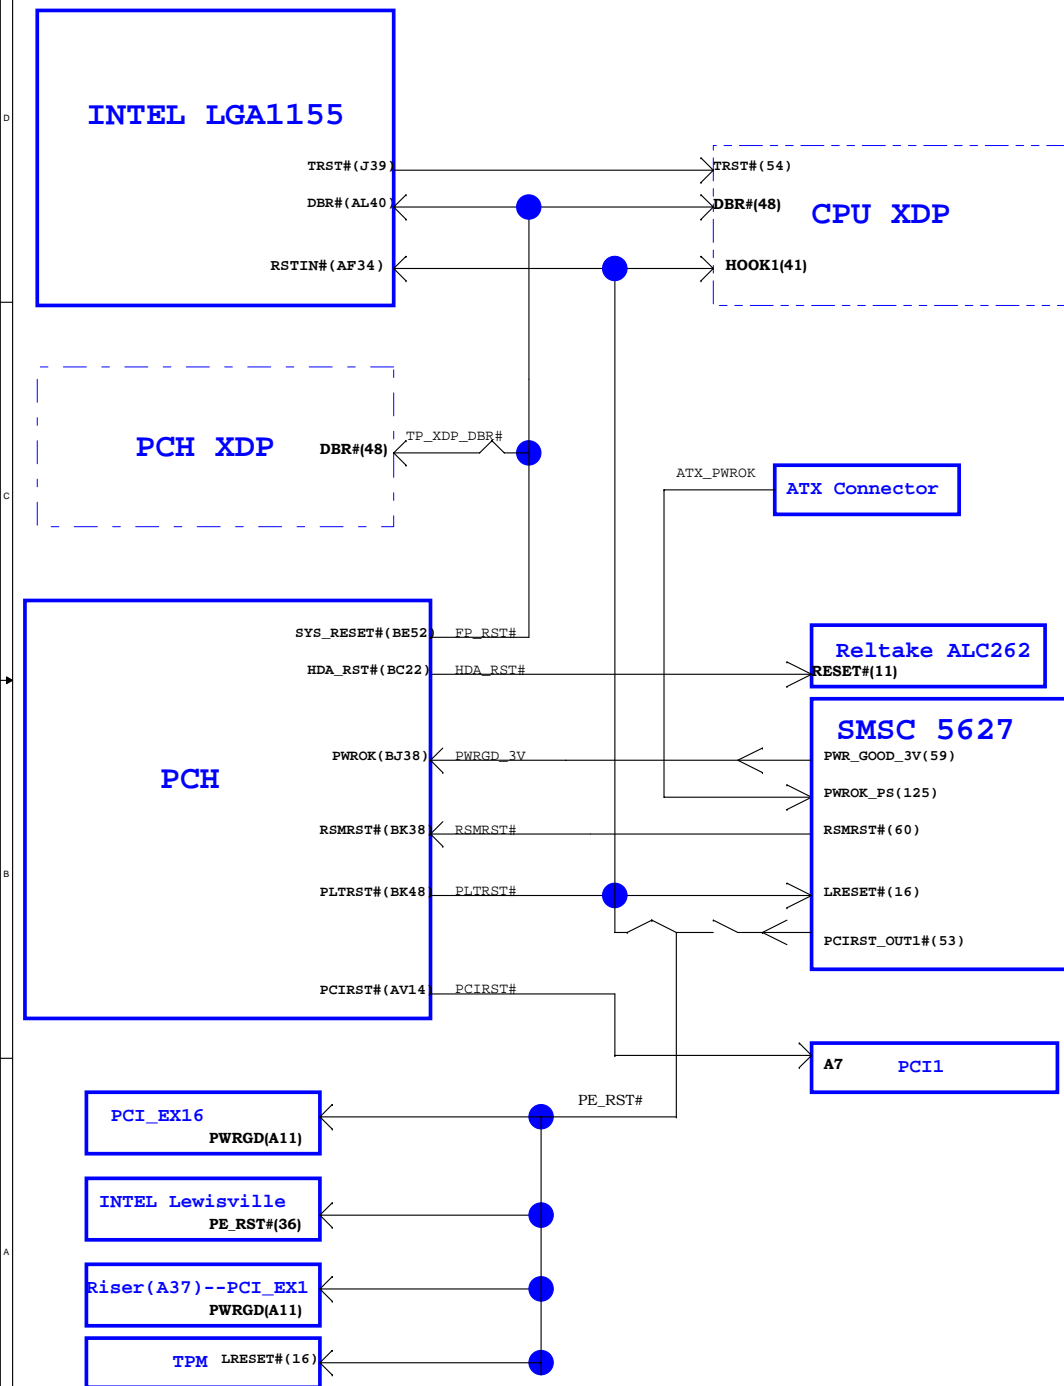 D
INTEL LGA1155
TRST#(J39)
TRST#(54)
DBR#(AL40)
DBR#(48)
CPU XDP
RSTIN#(AF34)
HOOK1(41)
PCH XDP
DBR#(48)
TP_XDP_DBR#
ATX_PWROK
C
ATX Connector
SYS_RESET#(BE52)
FP_RST#
HDA_RST#(BC22)
HDA_RST#
Reltake ALC262
RESET#(11)
SMSC 5627
PCH
PWROK(BJ38)
PWRGD_3V
PWR_GOOD_3V(59)
PWROK_PS(125)
RSMRST#(BK38
RSMRST#
RSMRST#(60)
B
PLTRST#(BK48)
PLTRST#
LRESET#(16)
PCIRST_OUT1#(53)
PCIRST#(AV14)
PCIRST#
A7
PCI1
PE_RST#
PCI_EX16
PWRGD(A11)
INTEL Lewisville
PE_RST#(36)
A
Riser(A37)--PCI_EX1
PWRGD(A11)
TPM
LRESET#(16)